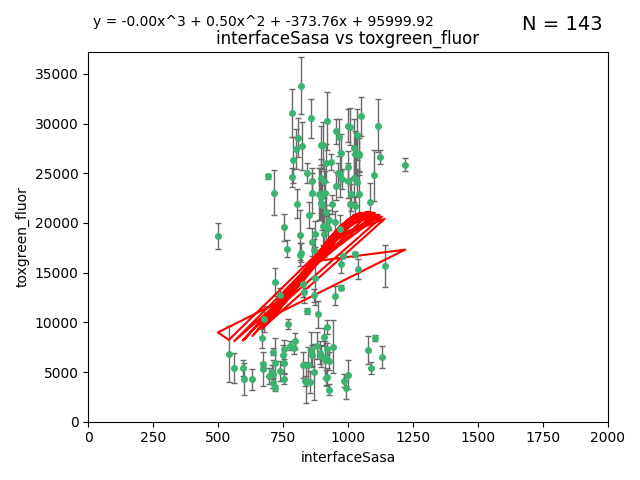 y = -0.00x^3 + 0.50x^2 + -373.76x + 95999.92
N = 143
interfaceSasa vs toxgreen_fluor
35000
30000
25000
20000
15000
10000
5000
0
toxgreen_fluor
0 250 500 750 1000 1250 1500 1750 2000
interfaceSasa